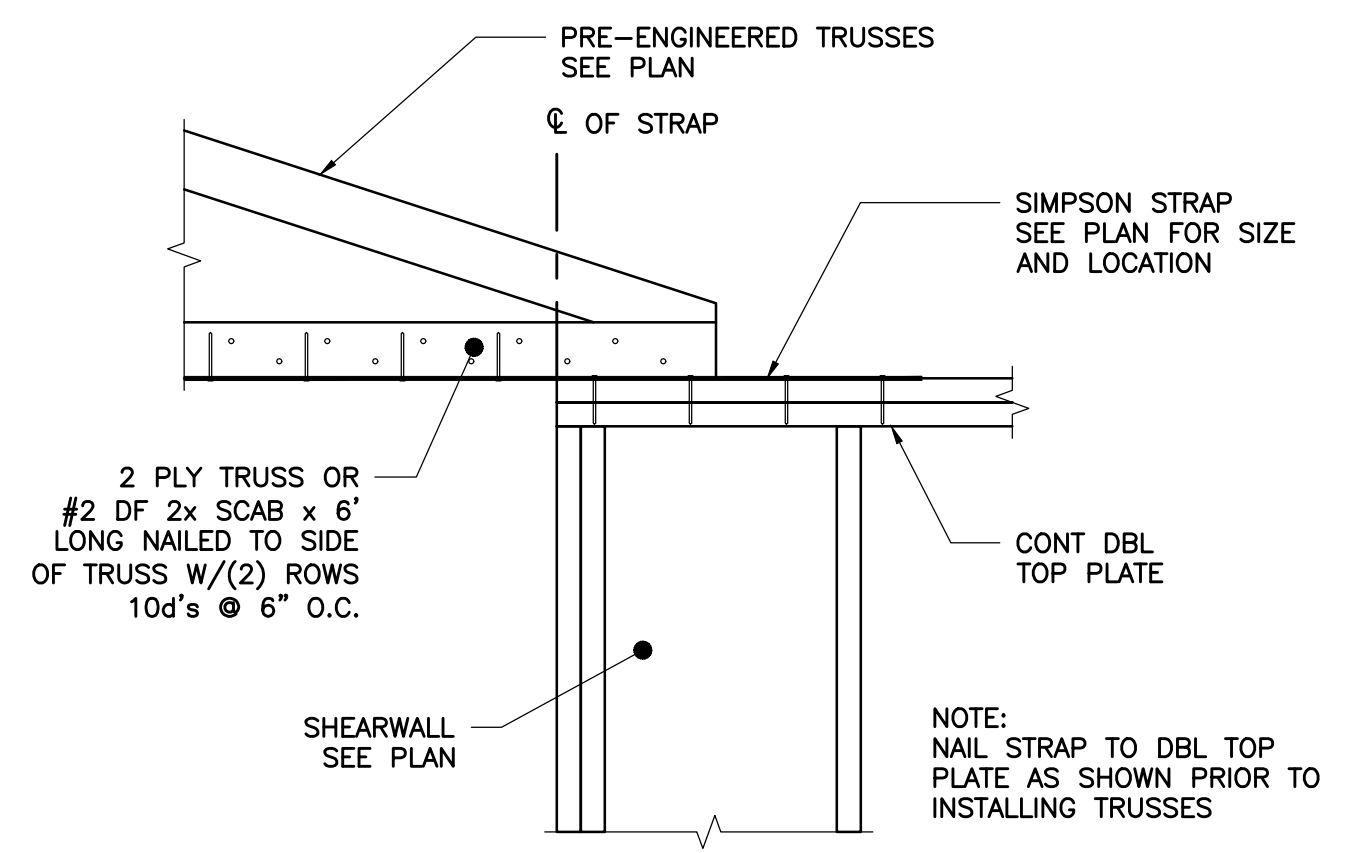 PRE-ENGINEERED TRUSSES
SEE PLAN
℄ OF STRAP
SIMPSON STRAP
SEE PLAN FOR SIZE
AND LOCATION
2 PLY TRUSS OR
#2 DF 2x SCAB x 6'
LONG NAILED TO SIDE
OF TRUSS W/(2) ROWS
10d's @ 6" O.C.
CONT DBL
TOP PLATE
SHEARWALL
SEE PLAN
NOTE:
NAIL STRAP TO DBL TOP
PLATE AS SHOWN PRIOR TO
INSTALLING TRUSSES